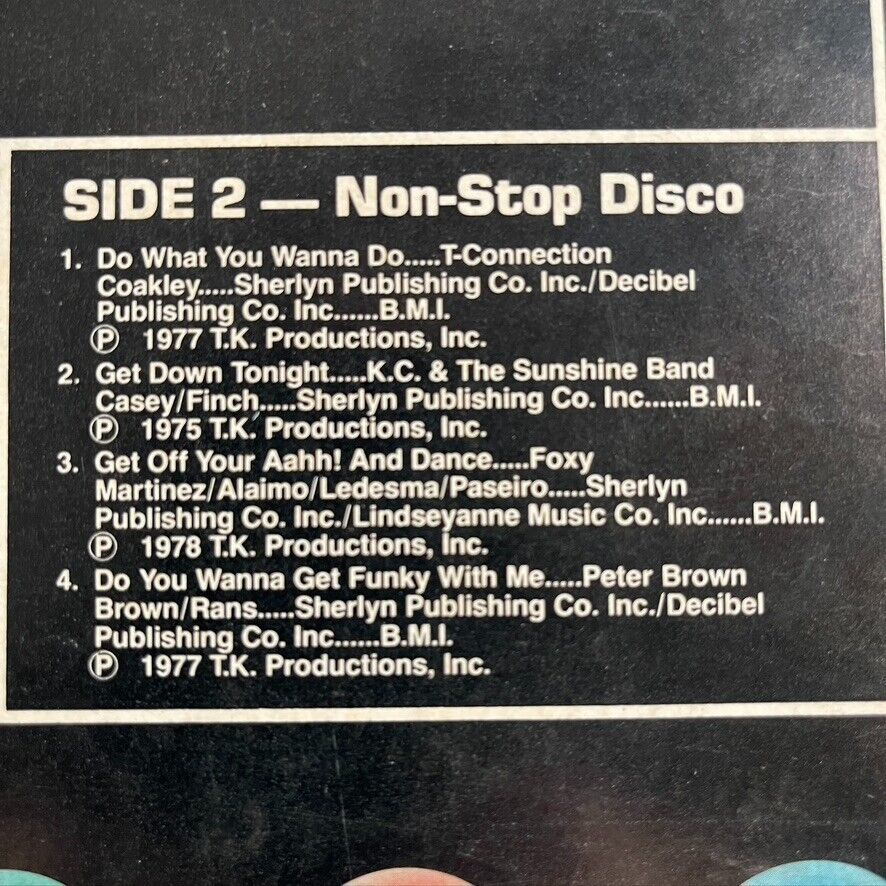 SIDE 2 — Non-Stop Disco
1. Do What You Wanna Do.....T-Connection
Coakley.....Sherlyn Publishing Co. Inc./Decibel
Publishing Co. Inc......B.M.I.
Ⓟ 1977 T.K. Productions, Inc.
2. Get Down Tonight.....K.C. & The Sunshine Band
Casey/Finch.....Sherlyn Publishing Co. Inc......B.M.I.
Ⓟ 1975 T.K. Productions, Inc.
3. Get Off Your Aahh! And Dance.....Foxy
Martinez/Alaimo/Ledesma/Paseiro.....Sherlyn
Publishing Co. Inc./Lindseyanne Music Co. Inc......B.M.I.
Ⓟ 1978 T.K. Productions, Inc.
4. Do You Wanna Get Funky With Me.....Peter Brown
Brown/Rans.....Sherlyn Publishing Co. Inc./Decibel
Publishing Co. Inc......B.M.I.
Ⓟ 1977 T.K. Productions, Inc.